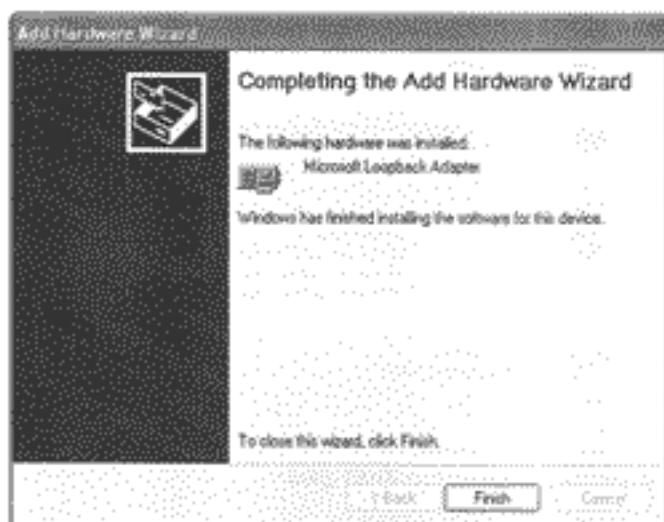 Add Hardware Wizard
Completing the Add Hardware Wizard
The following hardware was installed:
Microsoft Loopback Adapter
Windows has finished installing the software for this device.
To close this wizard, click Finish.
< Back
Finish
Cancel